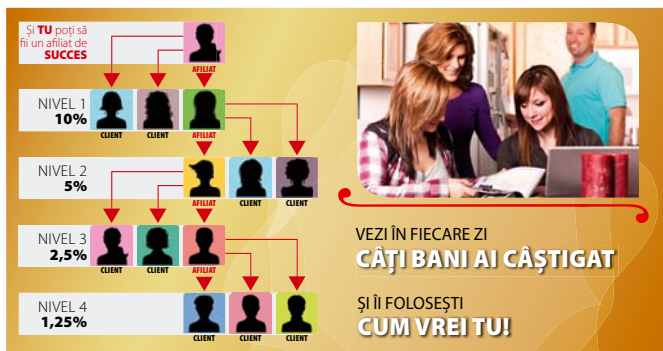 Și TU poți să
fii un afiliat de
SUCCES
AFILIAT
NIVEL 1
10%
CLIENT
CLIENT
AFILIAT
NIVEL 2
5%
AFILIAT
CLIENT
CLIENT
NIVEL 3
2,5%
CLIENT
CLIENT
AFILIAT
NIVEL 4
1,25%
CLIENT
CLIENT
CLIENT
VEZI ÎN FIECARE ZI
CÂȚI BANI AI CÂȘTIGAT
ȘI ÎI FOLOSEȘTI
CUM VREI TU!